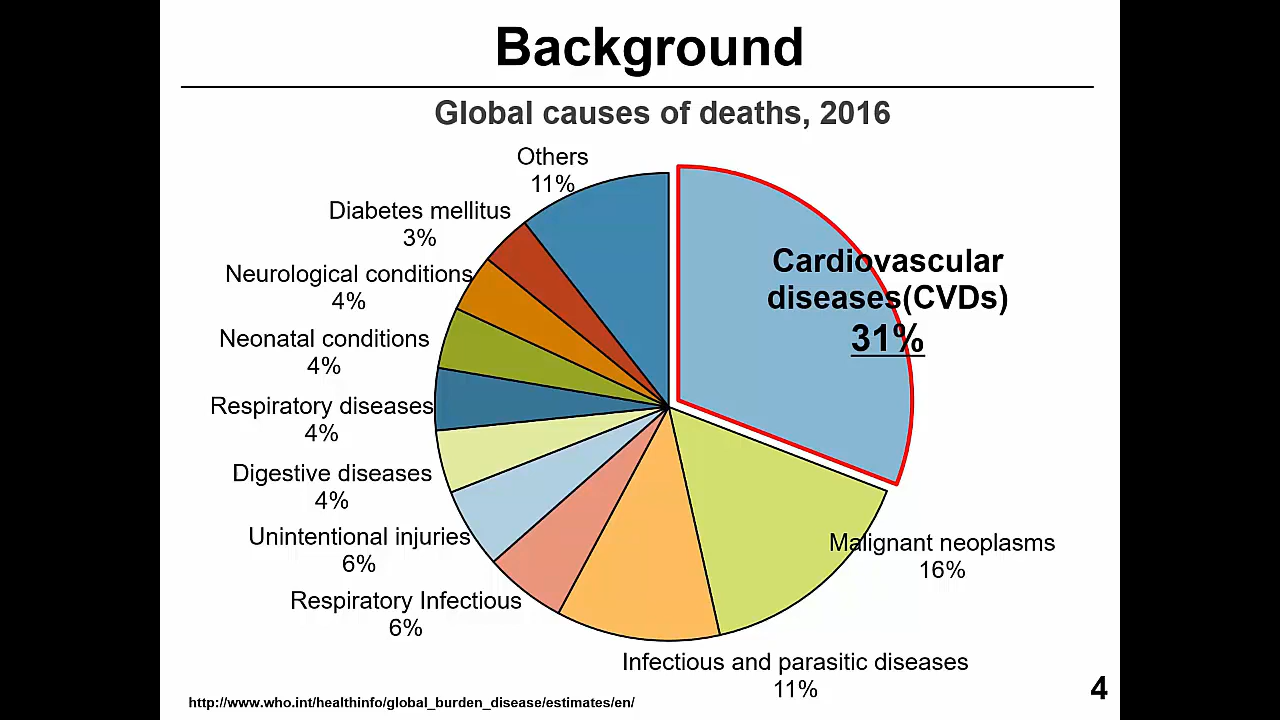 Background
Global causes of deaths, 2016
Others
11%
Diabetes mellitus
3%
Neurological conditions
4%
Neonatal conditions
4%
Respiratory diseases
4%
Digestive diseases
4%
Unintentional injuries
6%
Respiratory Infectious
6%
Cardiovascular
diseases(CVDs)
31%
Malignant neoplasms
16%
Infectious and parasitic diseases
11%
http://www.who.int/healthinfo/global_burden_disease/estimates/en/
4